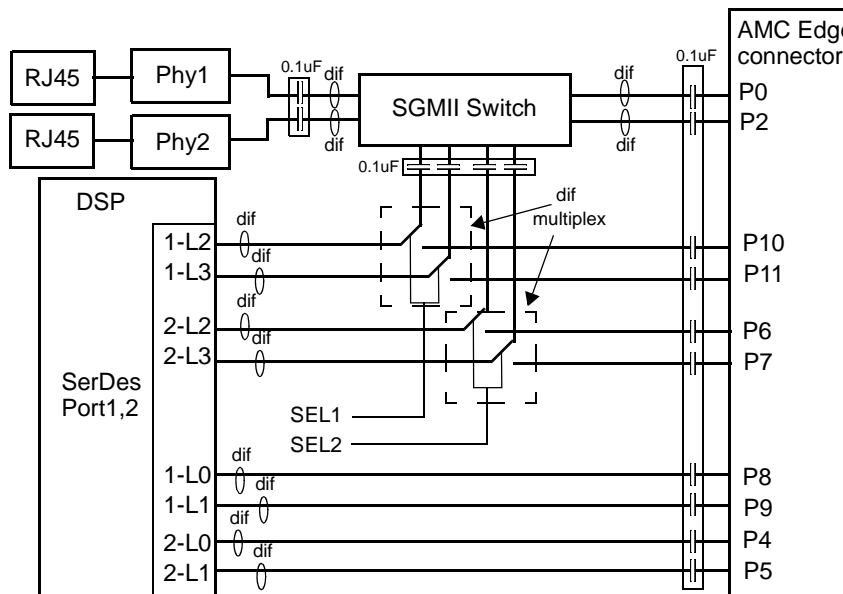 AMC Edge
connector
0.1uF
0.1uF
dif
dif
RJ45
Phy1
SGMII Switch
P0
RJ45
Phy2
P2
dif
dif
0.1uF
DSP
dif
multiplex
dif
1-L2
P10
1-L3
dif
P11
dif
2-L2
P6
2-L3
dif
P7
SerDes
Port1,2
SEL1
SEL2
dif
1-L0
P8
1-L1
dif
P9
dif
2-L0
P4
2-L1
dif
P5